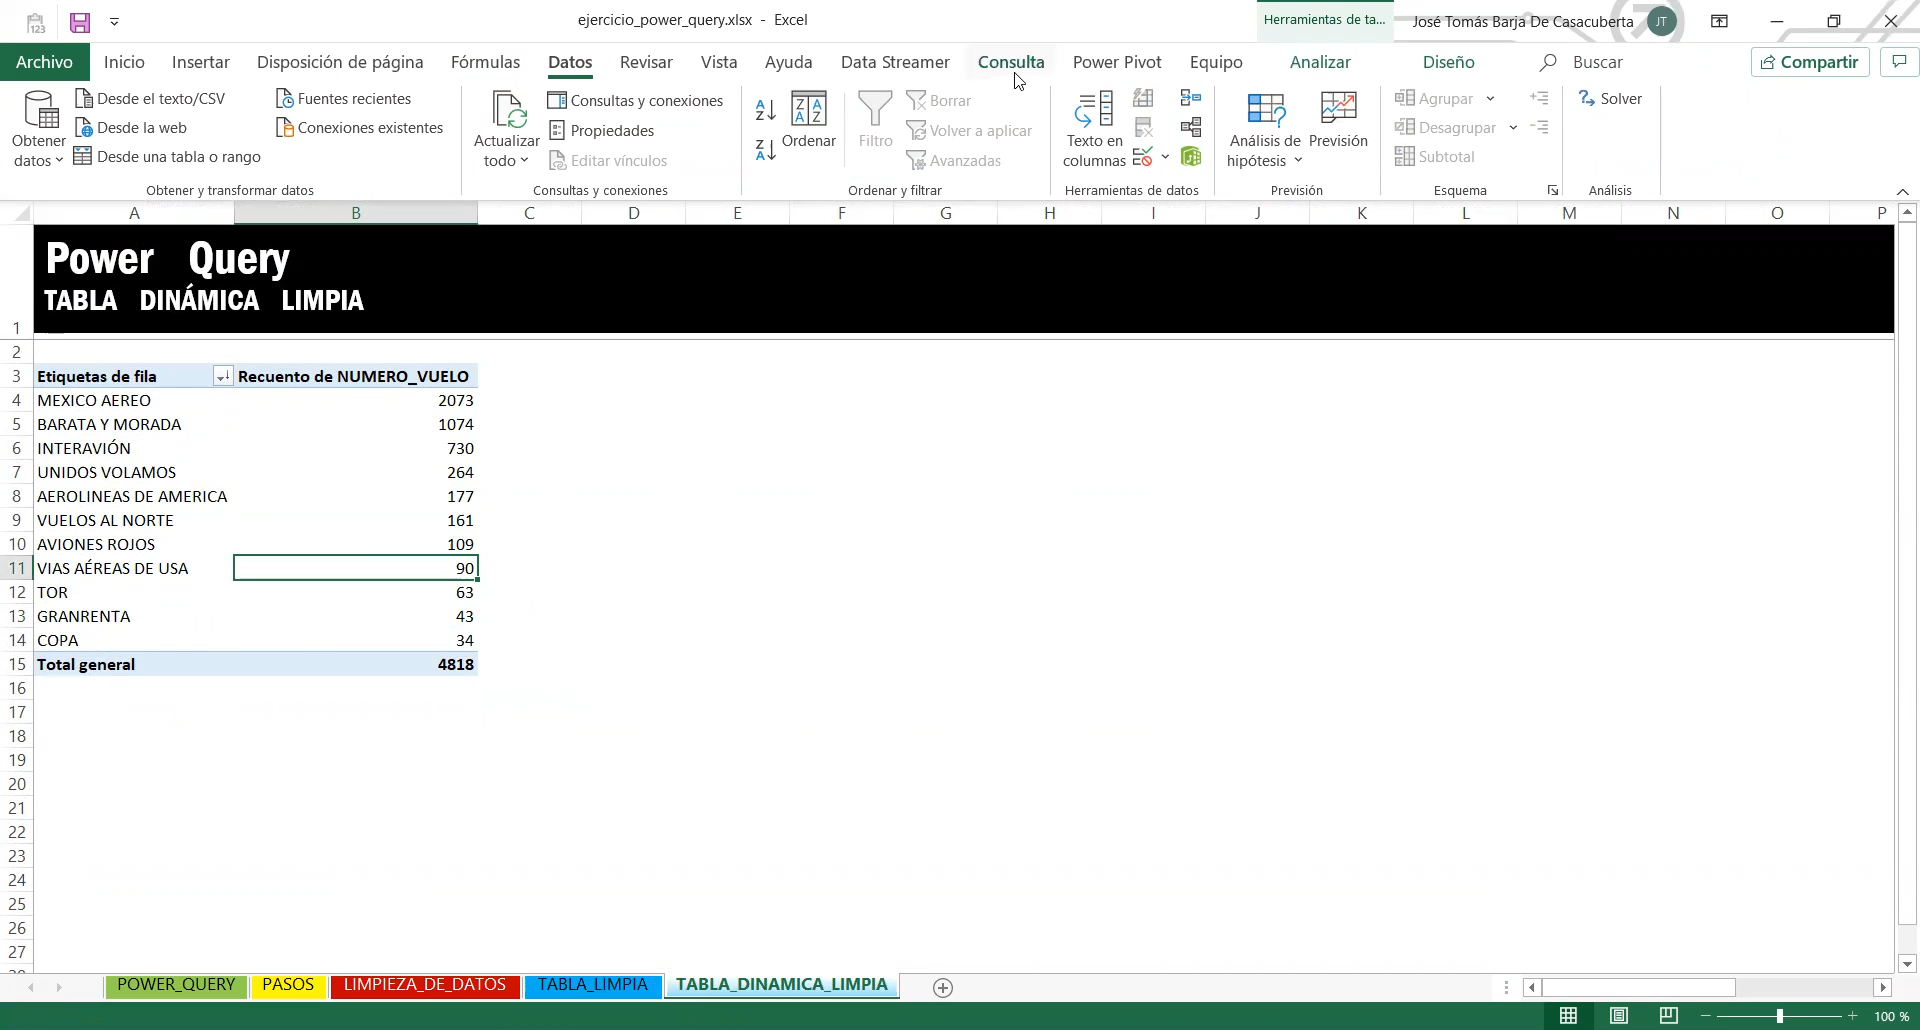 ejercicio_power_query.xlsx - Excel
Herramientas de ta...
José Tomás Barja De Casacuberta
JT
Archivo Inicio Insertar Disposición de página Fórmulas Datos Revisar Vista Ayuda Data Streamer Consulta Power Pivot Equipo Analizar Diseño Buscar Compartir
Obtener datos
Desde el texto/CSV
Desde la web
Desde una tabla o rango
Fuentes recientes
Conexiones existentes
Obtener y transformar datos
Actualizar todo
Consultas y conexiones
Propiedades
Editar vínculos
Consultas y conexiones
Ordenar
Filtro
Borrar
Volver a aplicar
Avanzadas
Ordenar y filtrar
Texto en columnas
Herramientas de datos
Análisis de hipótesis
Previsión
Previsión
Agrupar
Desagrupar
Subtotal
Esquema
Solver
Análisis
A B C D E F G H I J K L M N O P
Power Query
TABLA DINÁMICA LIMPIA
1
2
3 Etiquetas de fila Recuento de NUMERO_VUELO
4 MEXICO AEREO 2073
5 BARATA Y MORADA 1074
6 INTERAVIÓN 730
7 UNIDOS VOLAMOS 264
8 AEROLINEAS DE AMERICA 177
9 VUELOS AL NORTE 161
10 AVIONES ROJOS 109
11 VIAS AÉREAS DE USA 90
12 TOR 63
13 GRANRENTA 43
14 COPA 34
15 Total general 4818
16
17
18
19
20
21
22
23
24
25
26
27
POWER_QUERY PASOS LIMPIEZA_DE_DATOS TABLA_LIMPIA TABLA_DINAMICA_LIMPIA
100 %